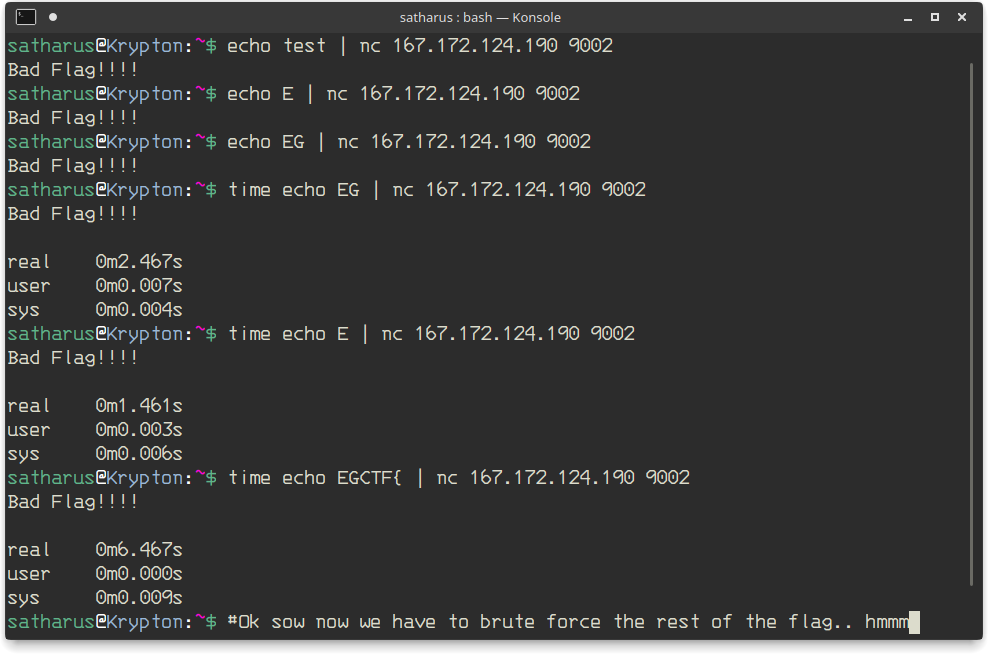 satharus : bash — Konsole
satharus@Krypton:~$ echo test | nc 167.172.124.190 9002
Bad Flag!!!!
satharus@Krypton:~$ echo E | nc 167.172.124.190 9002
Bad Flag!!!!
satharus@Krypton:~$ echo EG | nc 167.172.124.190 9002
Bad Flag!!!!
satharus@Krypton:~$ time echo EG | nc 167.172.124.190 9002
Bad Flag!!!!

real    0m2.467s
user    0m0.007s
sys     0m0.004s
satharus@Krypton:~$ time echo E | nc 167.172.124.190 9002
Bad Flag!!!!

real    0m1.461s
user    0m0.003s
sys     0m0.006s
satharus@Krypton:~$ time echo EGCTF{ | nc 167.172.124.190 9002
Bad Flag!!!!

real    0m6.467s
user    0m0.000s
sys     0m0.009s
satharus@Krypton:~$ #Ok sow now we have to brute force the rest of the flag.. hmmm